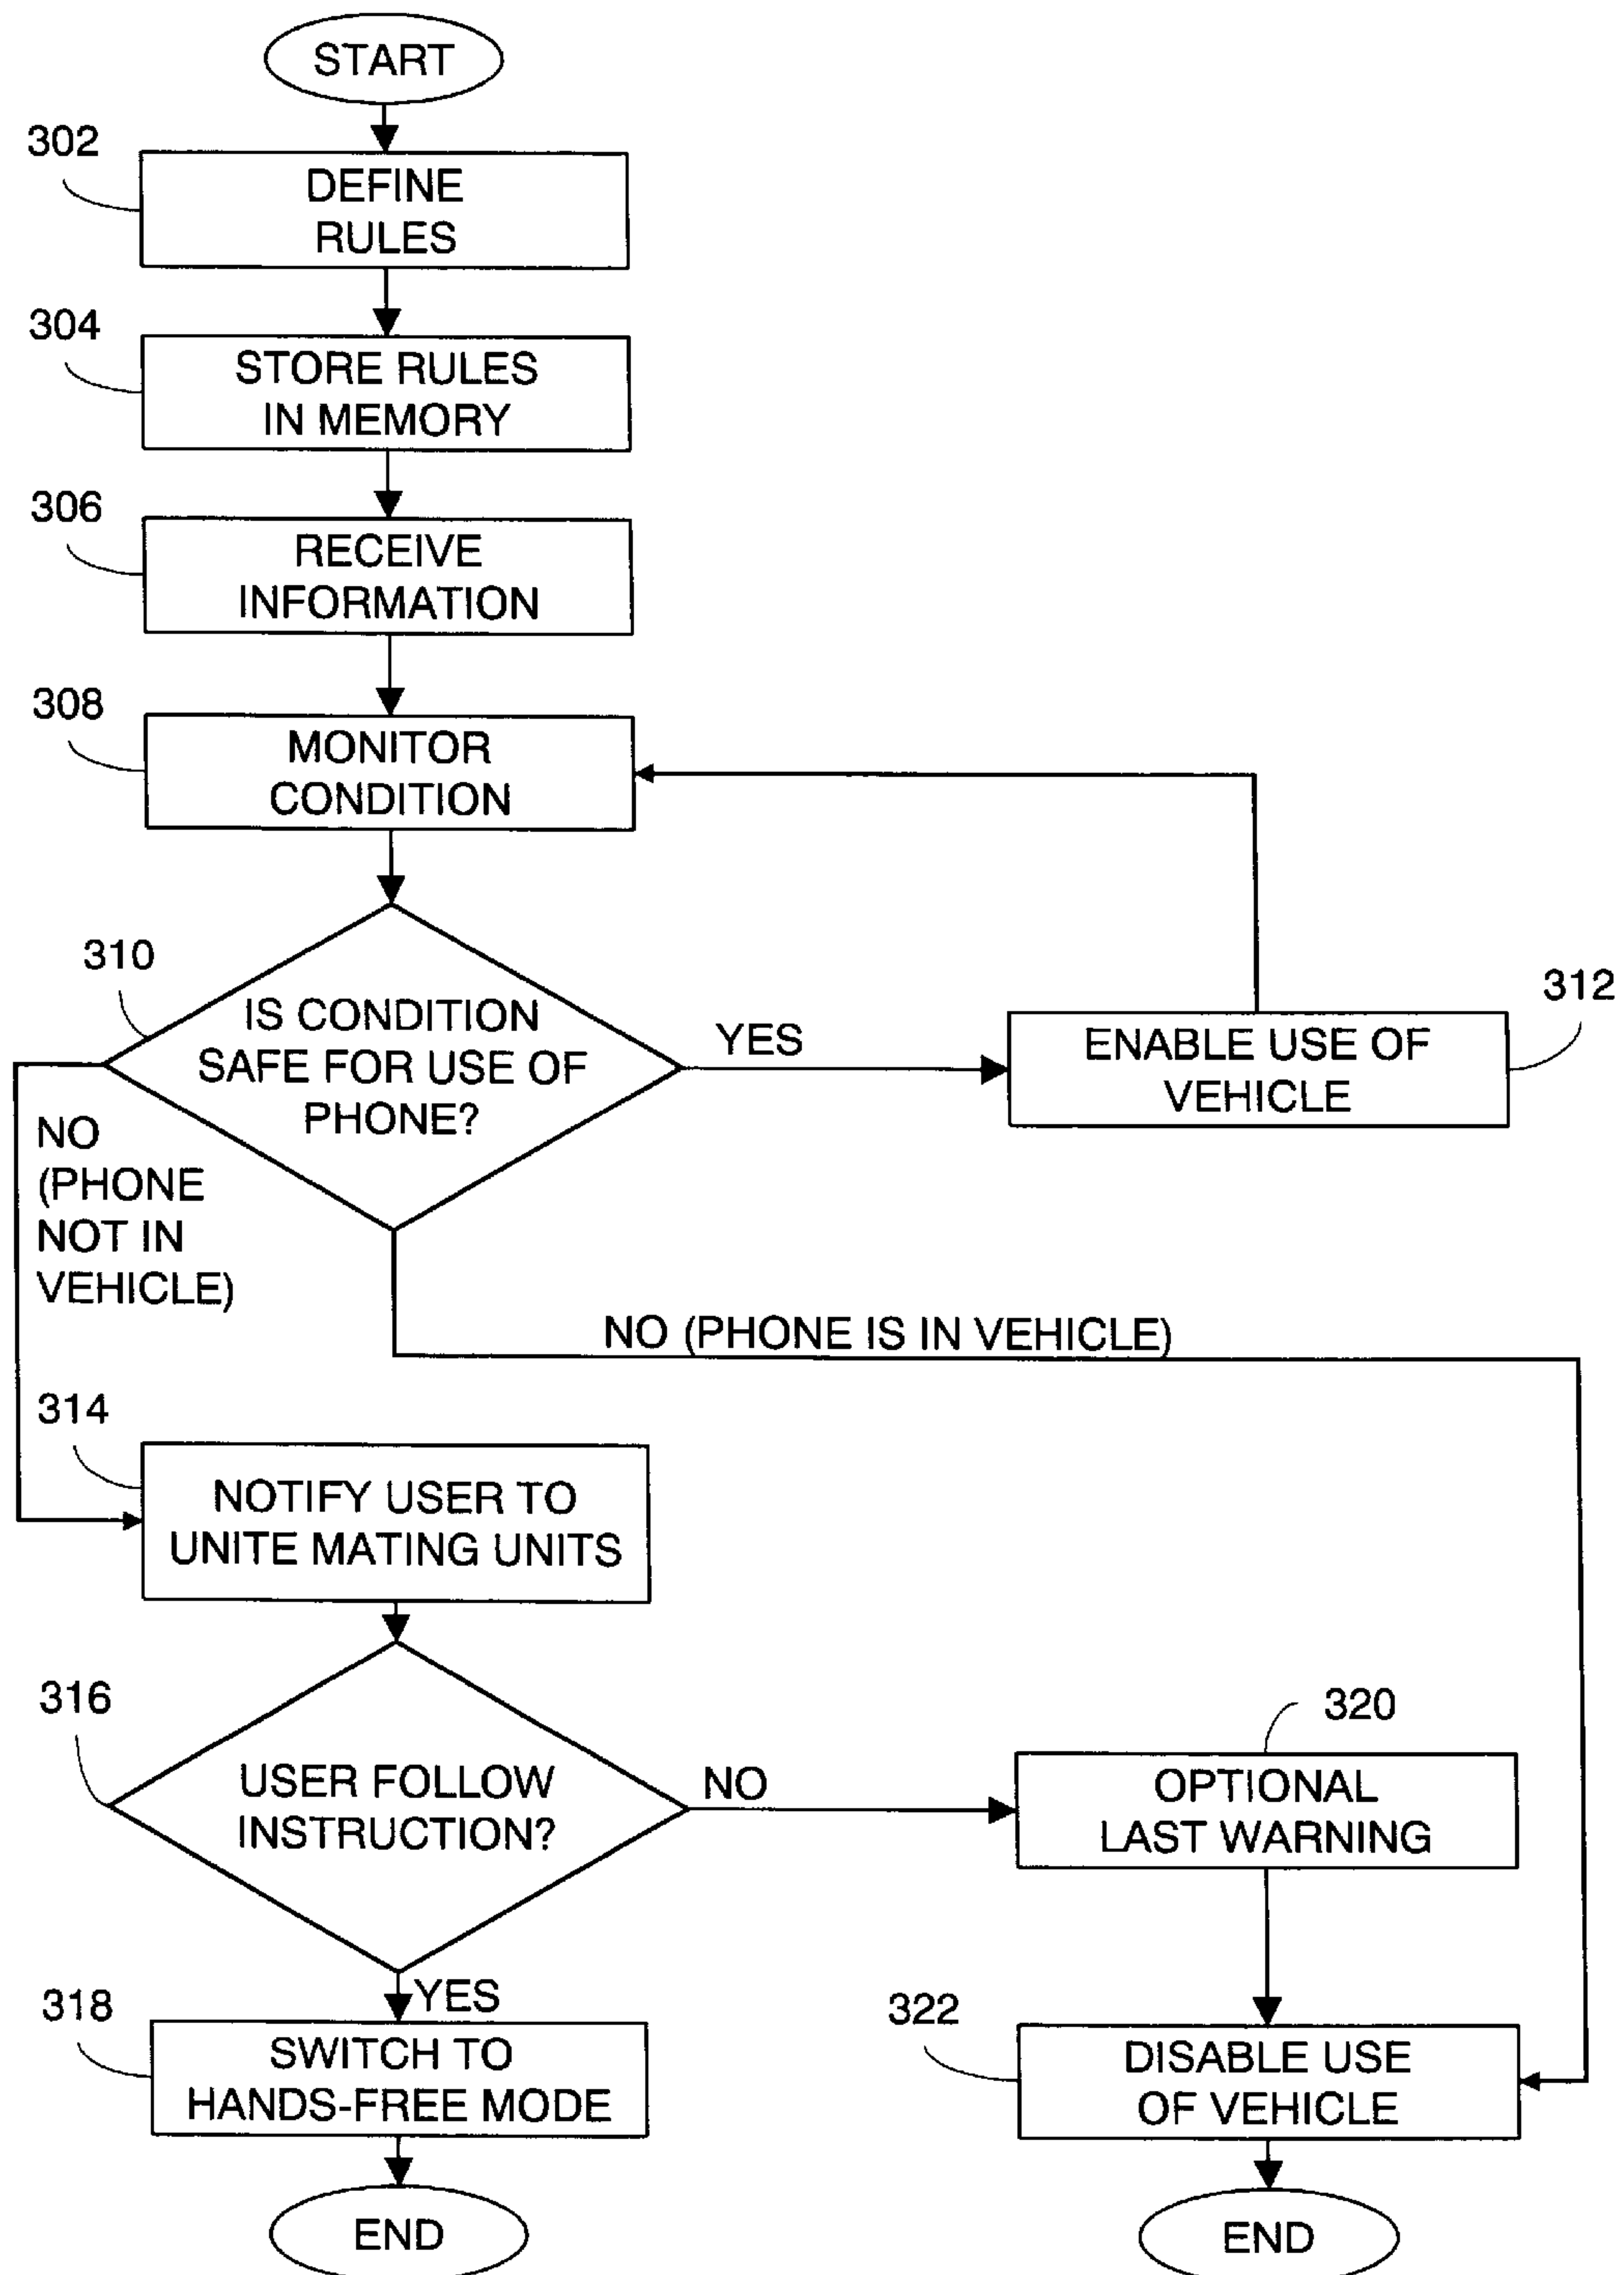 START
302
DEFINE
RULES
304
STORE RULES
IN MEMORY
306
RECEIVE
INFORMATION
308
MONITOR
CONDITION
310
IS CONDITION
SAFE FOR USE OF
PHONE?
YES
312
ENABLE USE OF
VEHICLE
NO
(PHONE
NOT IN
VEHICLE)
NO (PHONE IS IN VEHICLE)
314
NOTIFY USER TO
UNITE MATING UNITS
316
USER FOLLOW
INSTRUCTION?
NO
320
OPTIONAL
LAST WARNING
YES
318
SWITCH TO
HANDS-FREE MODE
322
DISABLE USE
OF VEHICLE
END
END